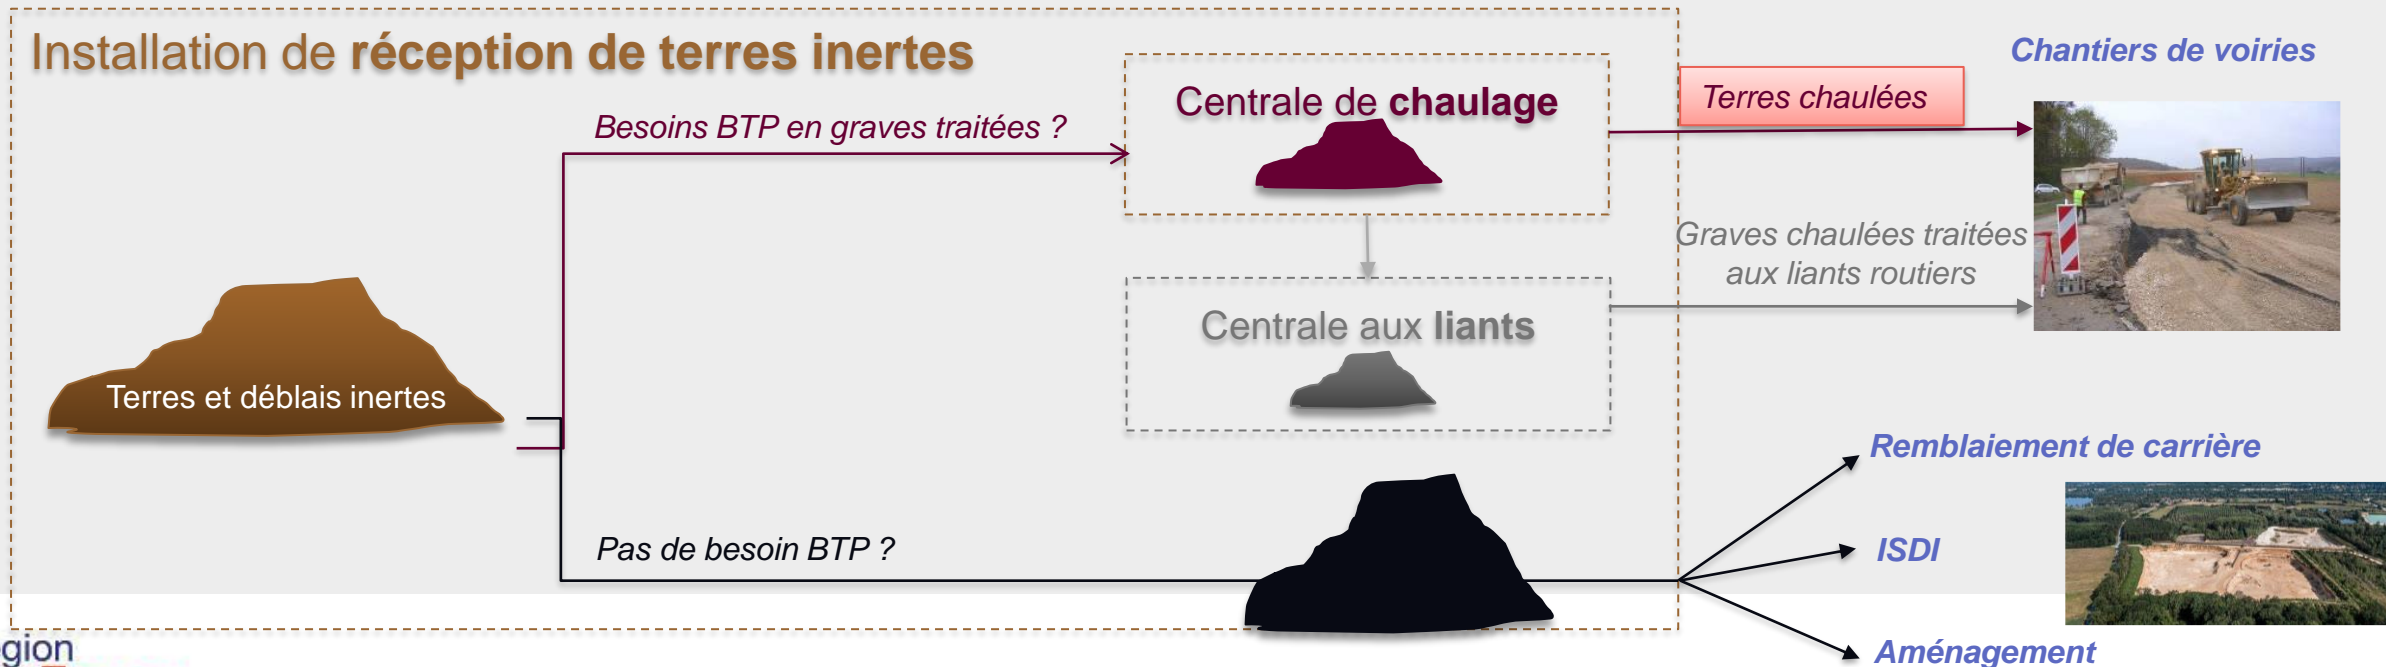 Installation de réception de terres inertes
Chantiers de voiries
Centrale de chaulage
Terres chaulées
Besoins BTP en graves traitées ?
Graves chaulées traitées
aux liants routiers
Centrale aux liants
Terres et déblais inertes
Remblaiement de carrière
Pas de besoin BTP ?
ISDI
Aménagement